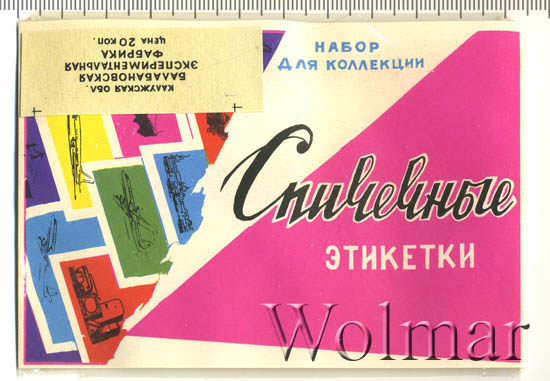 КАЛУЖСКАЯ ОБЛ.
БАЛАБАНОВСКАЯ
ЭКСПЕРИМЕНТАЛЬНАЯ
ФАБРИКА
ЦЕНА 20 КОП.
НАБОР
ДЛЯ КОЛЛЕКЦИИ
Спичечные
ЭТИКЕТКИ
Wolmar